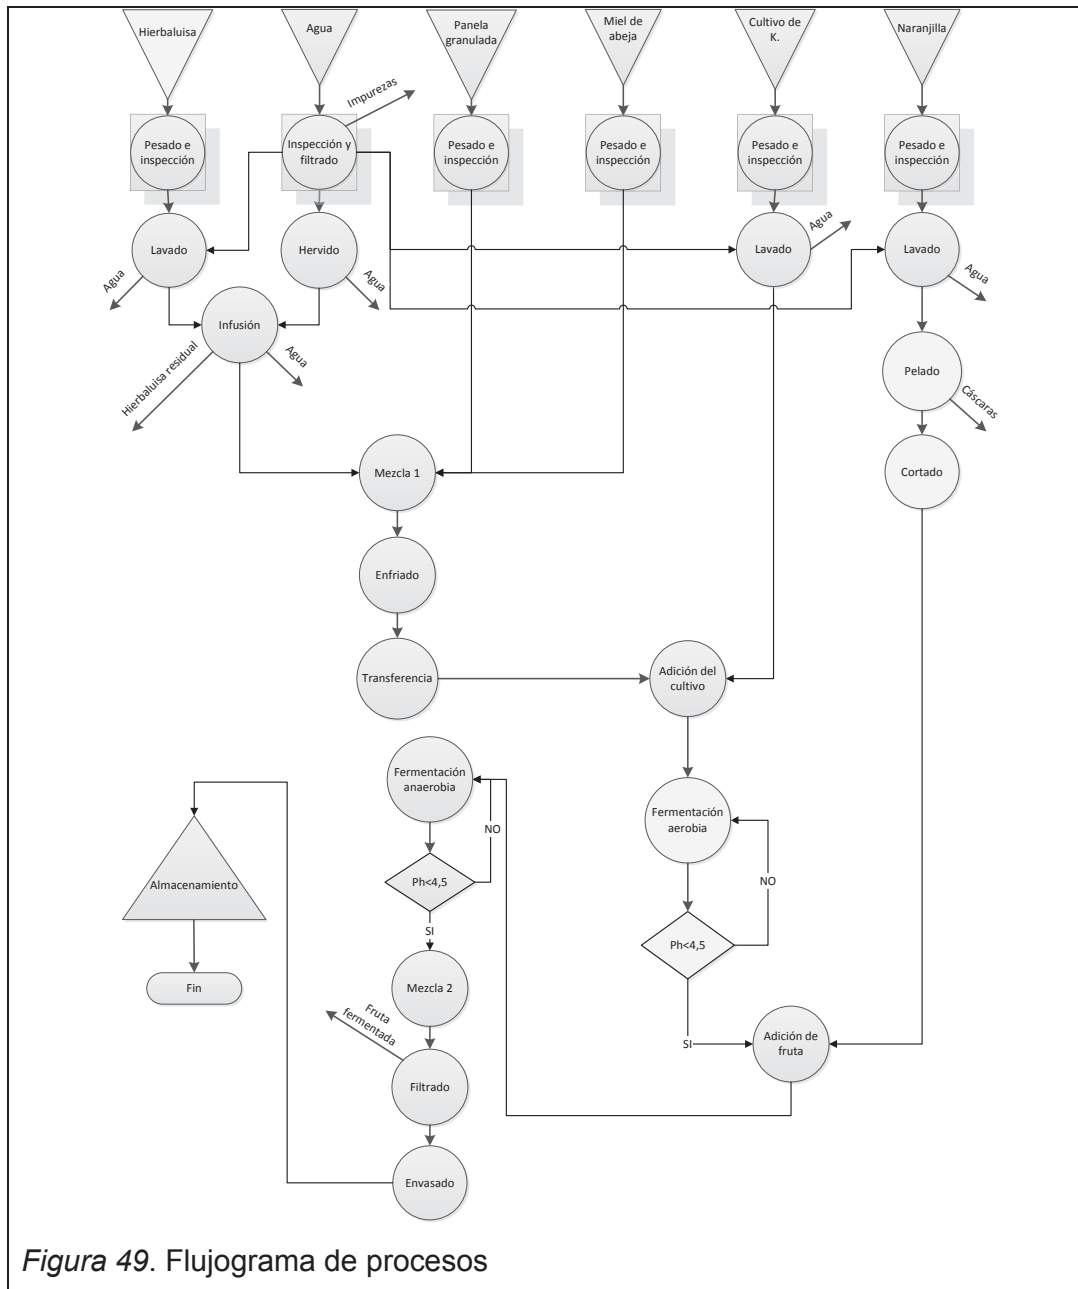 Hierbaluisa
Agua
Panela
granulada
Miel de
abeja
Cultivo de
K.
Naranjilla
Impurezas
Pesado e
inspección
Inspección y
filtrado
Pesado e
inspección
Pesado e
inspección
Pesado e
inspección
Pesado e
inspección
Lavado
Hervido
Agua
Lavado
Lavado
Agua
Agua
Agua
Infusión
Agua
Hierbaluisa residual
Pelado
Cáscaras
Mezcla 1
Cortado
Enfriado
Transferencia
Adición del
cultivo
Fermentación
anaerobia
Fermentación
aerobia
NO
Ph<4,5
NO
Almacenamiento
SI
Ph<4,5
Fin
Mezcla 2
Fruta
fermentada
SI
Adición de
fruta
Filtrado
Envasado
Figura 49. Flujograma de procesos